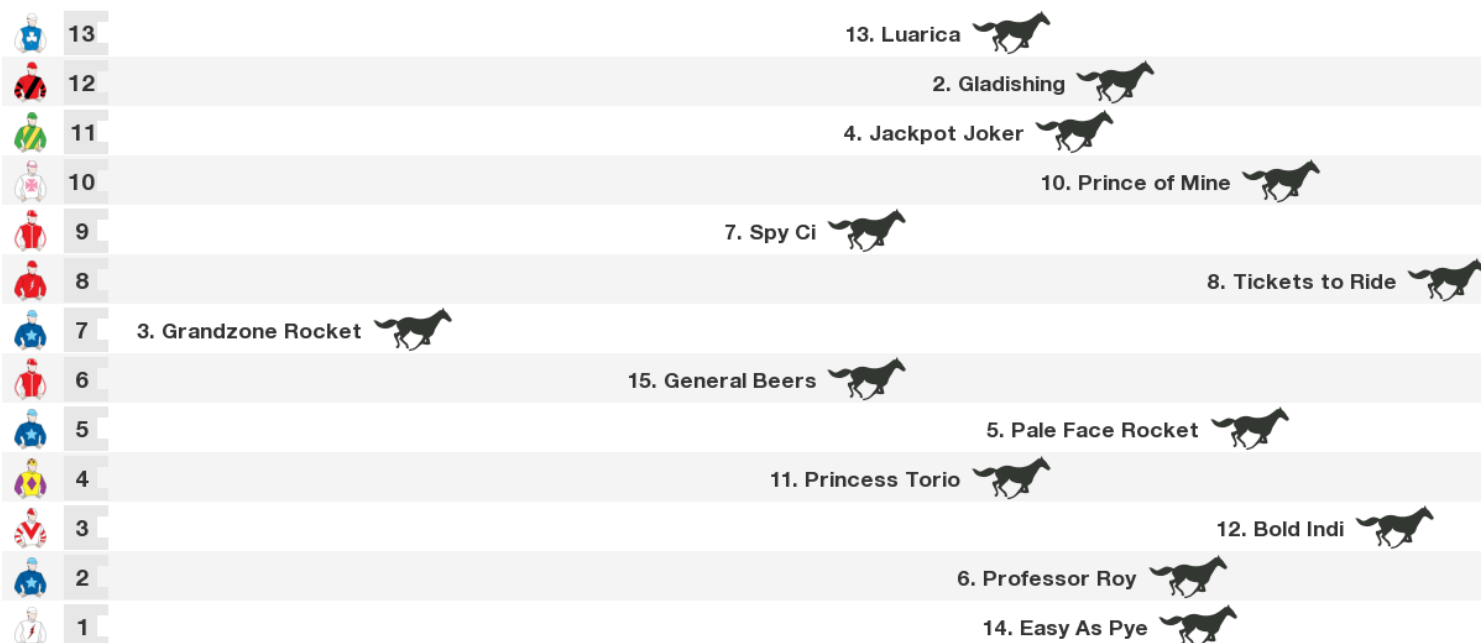 13 13. Luarica
12 2. Gladishing
11 4. Jackpot Joker
10 10. Prince of Mine
9 7. Spy Ci
8 8. Tickets to Ride
7 3. Grandzone Rocket
6 15. General Beers
5 5. Pale Face Rocket
4 11. Princess Torio
3 12. Bold Indi
2 6. Professor Roy
1 14. Easy As Pye